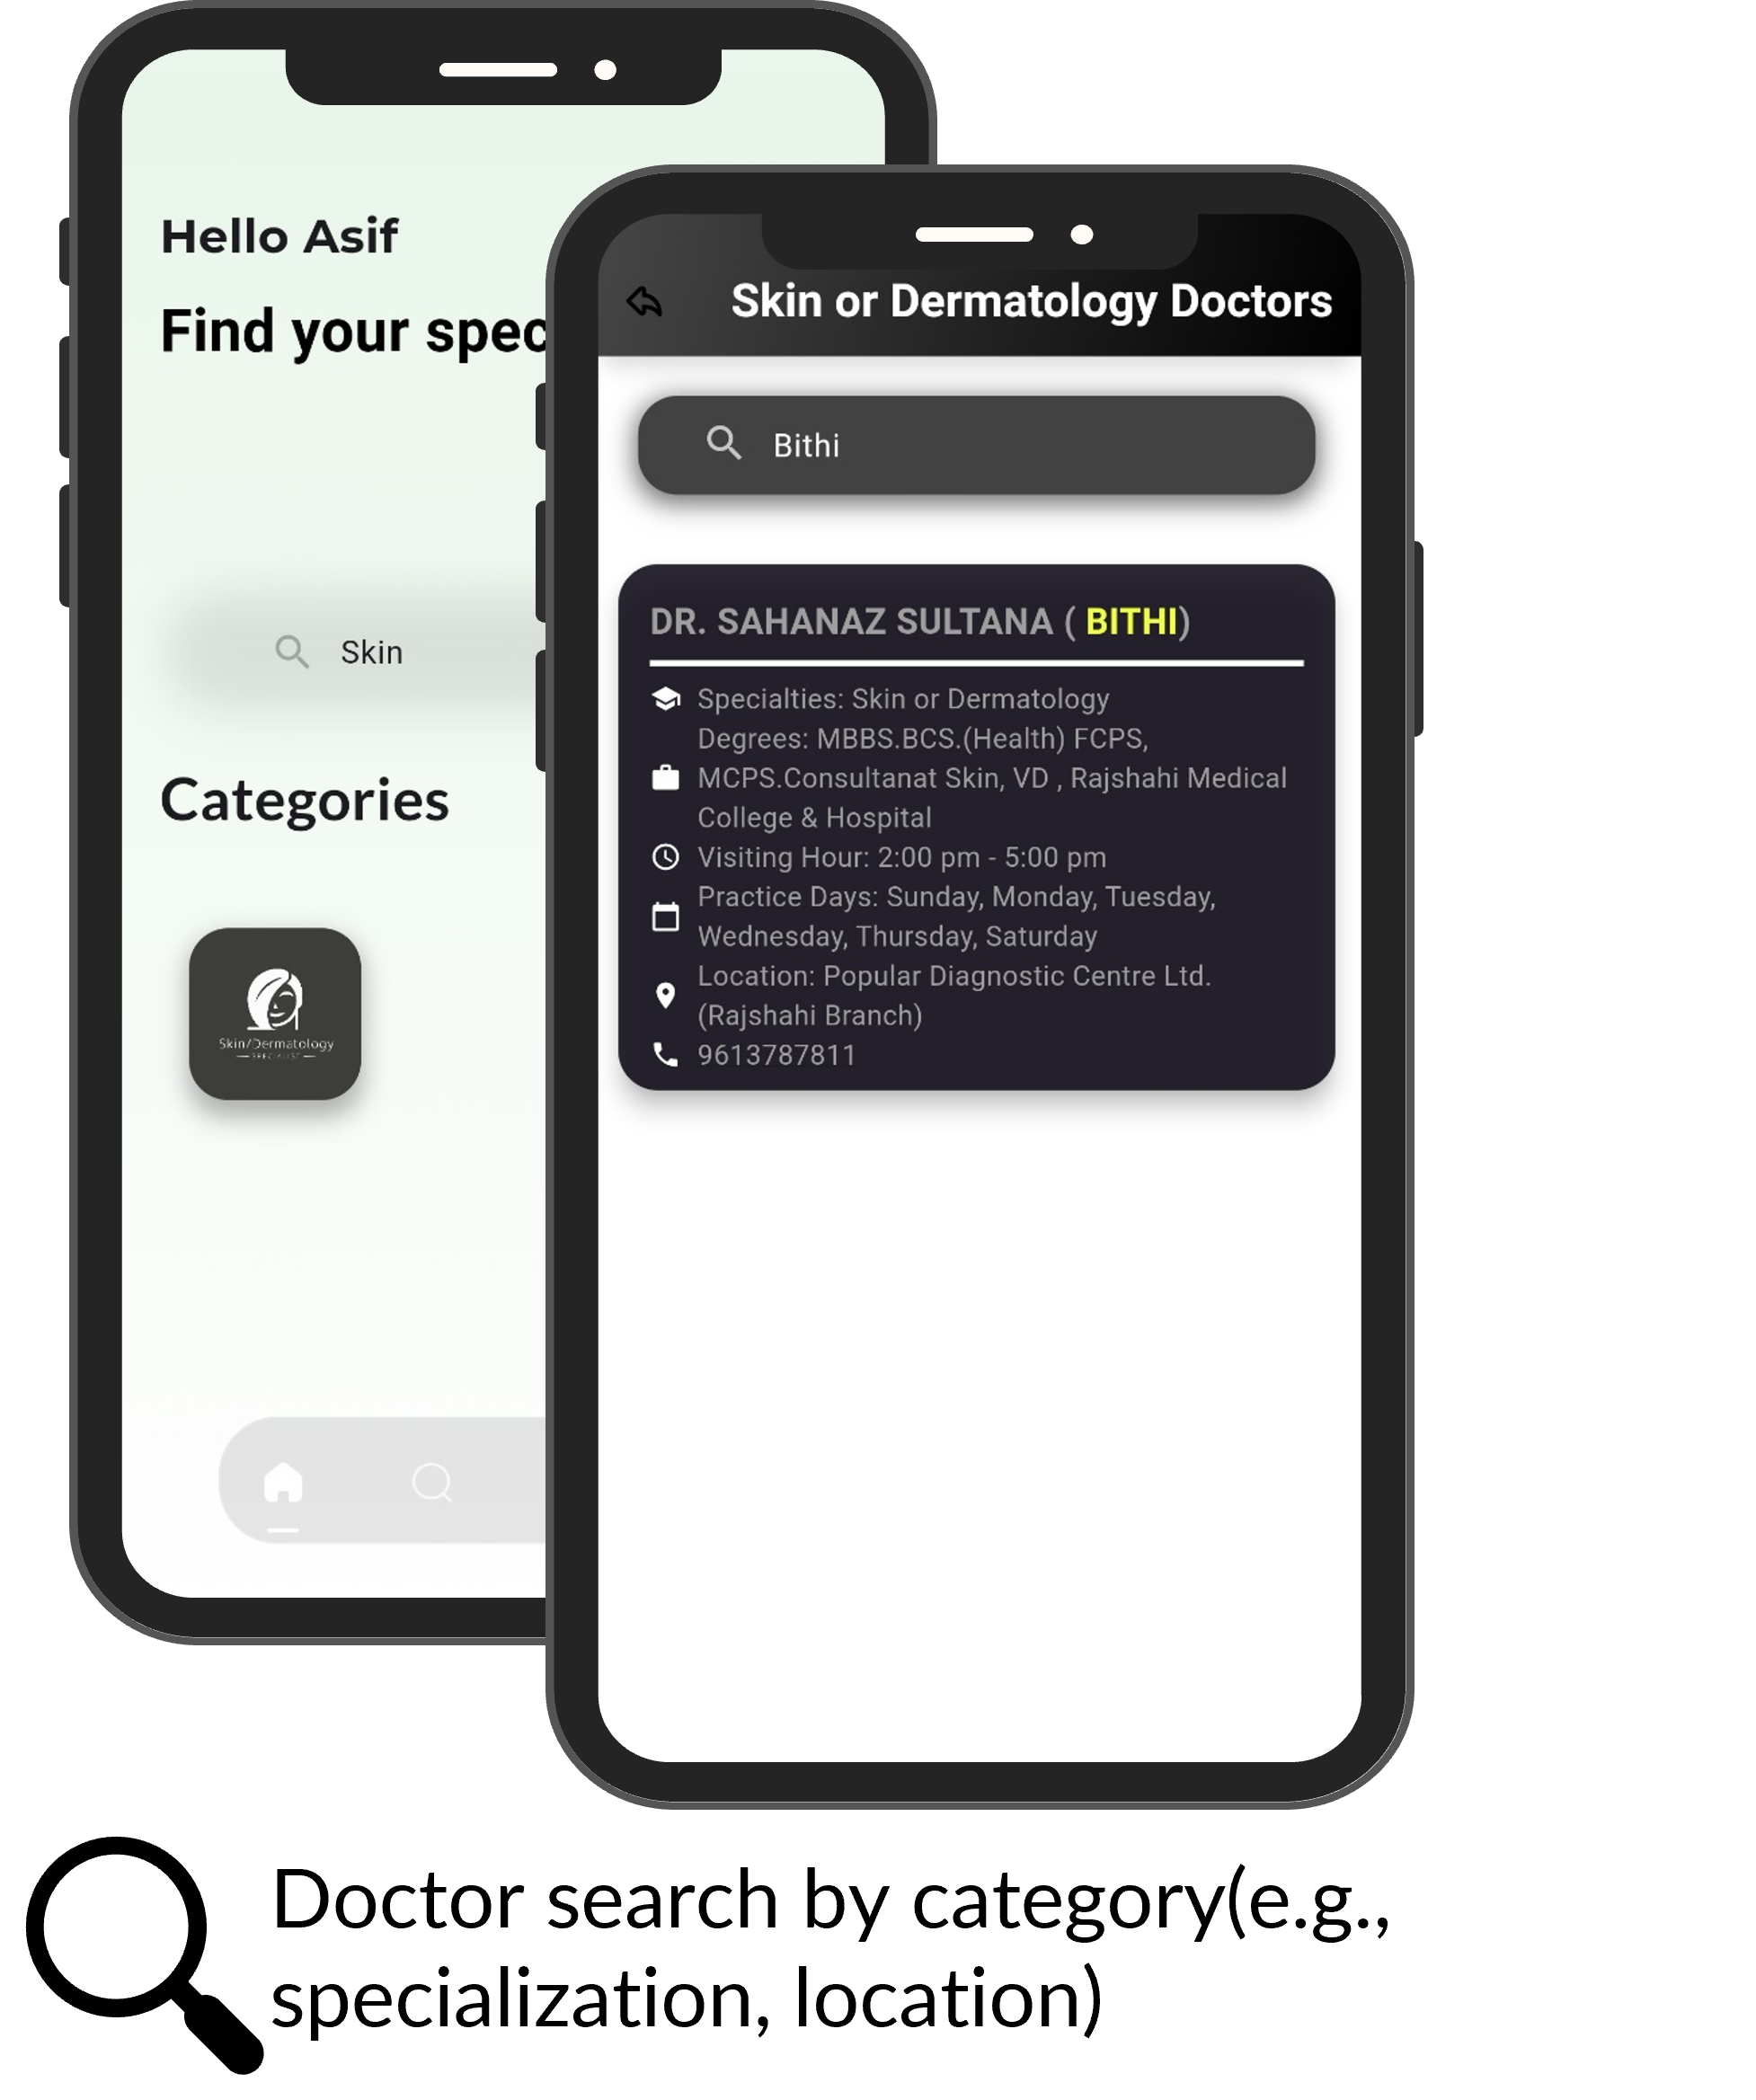 Hello Asif
Find your spec
Skin
Categories
Skin/Dermatology
SPECIALIST
Skin or Dermatology Doctors
Bithi
DR. SAHANAZ SULTANA ( BITHI)
Specialties: Skin or Dermatology
Degrees: MBBS.BCS.(Health) FCPS,
MCPS.Consultanat Skin, VD , Rajshahi Medical
College & Hospital
Visiting Hour: 2:00 pm - 5:00 pm
Practice Days: Sunday, Monday, Tuesday,
Wednesday, Thursday, Saturday
Location: Popular Diagnostic Centre Ltd.
(Rajshahi Branch)
9613787811
Doctor search by category(e.g.,
specialization, location)